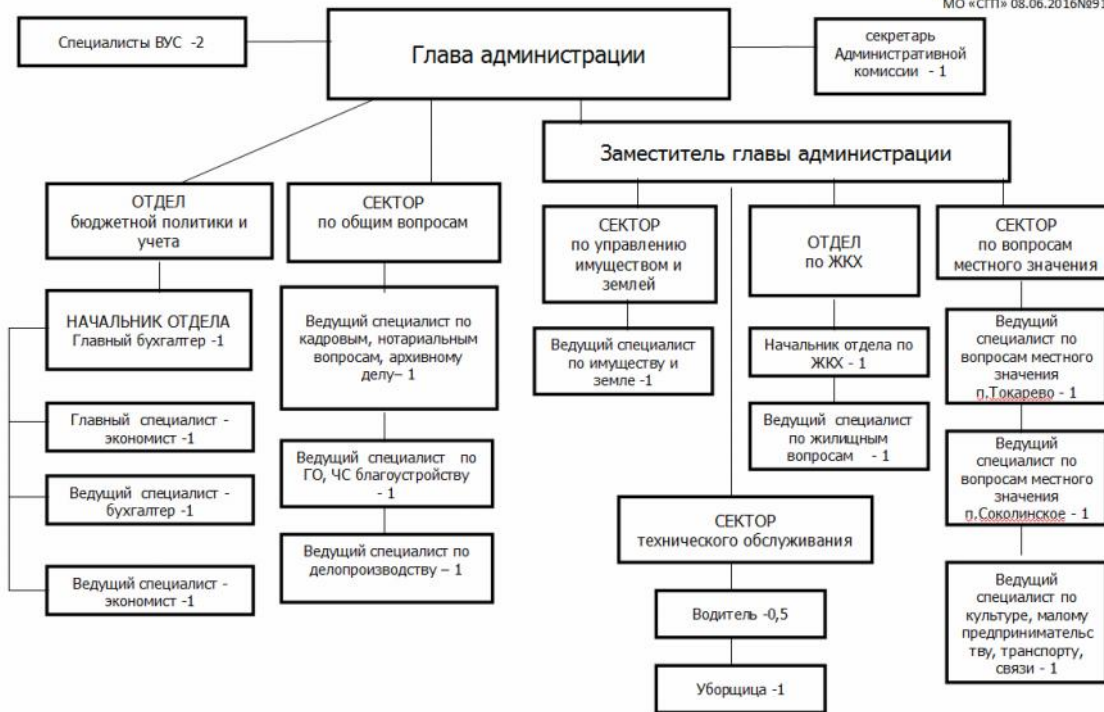 МО «СГП» 08.06.2016№91
Специалисты ВУС -2
Глава администрации
секретарь
Административной
комиссии - 1
Заместитель главы администрации
ОТДЕЛ
бюджетной политики и
учета
СЕКТОР
по общим вопросам
СЕКТОР
по управлению
имуществом и
землей
ОТДЕЛ
по ЖКХ
СЕКТОР
по вопросам
местного значения
НАЧАЛЬНИК ОТДЕЛА
Главный бухгалтер -1
Главный специалист -
экономист -1
Ведущий специалист -
бухгалтер -1
Ведущий специалист -
экономист -1
Ведущий специалист по
кадровым, нотариальным
вопросам, архивному
делу– 1
Ведущий специалист по
ГО, ЧС благоустройству
- 1
Ведущий специалист по
делопроизводству – 1
Ведущий специалист
по имуществу и
земле -1
Начальник отдела по
ЖКХ - 1
Ведущий специалист
по жилищным
вопросам - 1
СЕКТОР
технического обслуживания
Водитель -0,5
Уборщица -1
Ведущий
специалист по
вопросам местного
значения
п.Токарево - 1
Ведущий
специалист по
вопросам местного
значения
п.Соколинское - 1
Ведущий
специалист по
культуре, малому
предпринимательс
тву, транспорту,
связи - 1